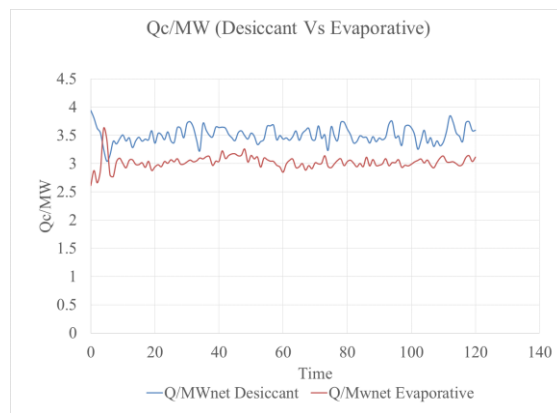 Qc/MW (Desiccant Vs Evaporative)
4.5
4
3.5
3
2.5
2
1.5
1
0.5
0
Qc/MW
0 20 40 60 80 100 120 140
Time
Q/MWnet Desiccant Q/Mwnet Evaporative